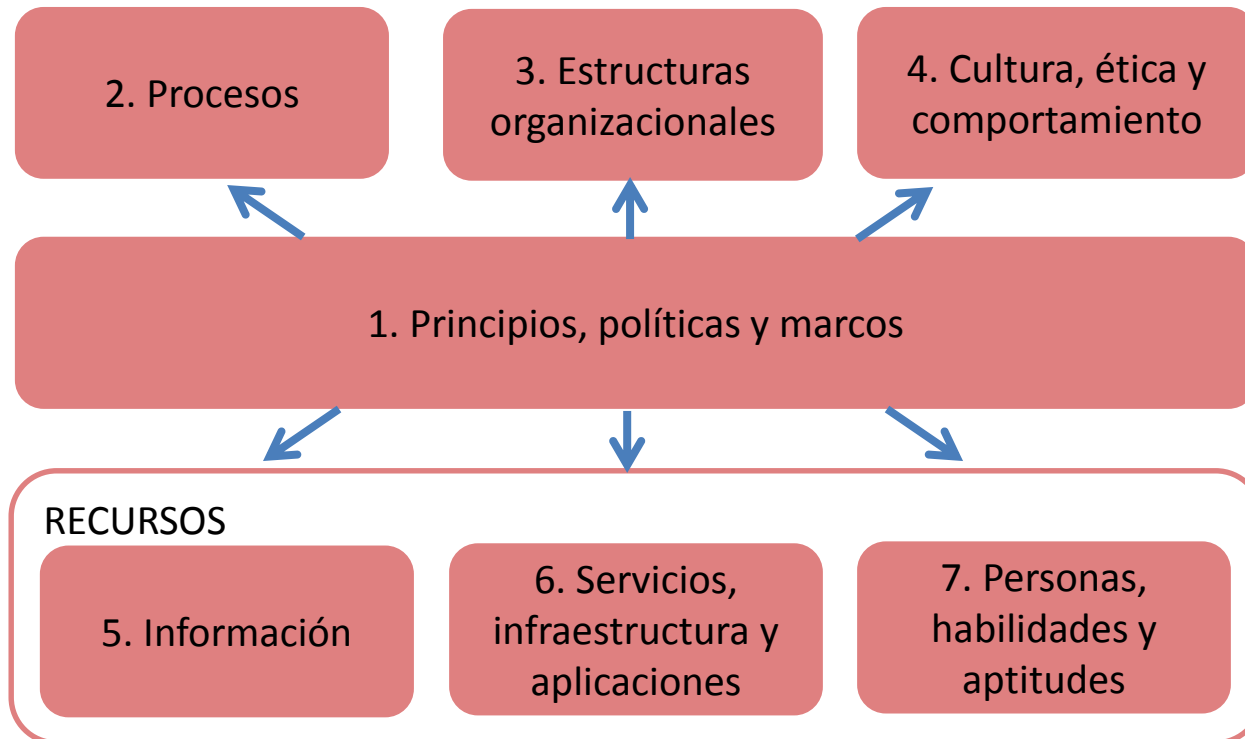 2. Procesos
3. Estructuras
organizacionales
4. Cultura, ética y
comportamiento
1. Principios, políticas y marcos
RECURSOS
5. Información
6. Servicios,
infraestructura y
aplicaciones
7. Personas,
habilidades y
aptitudes